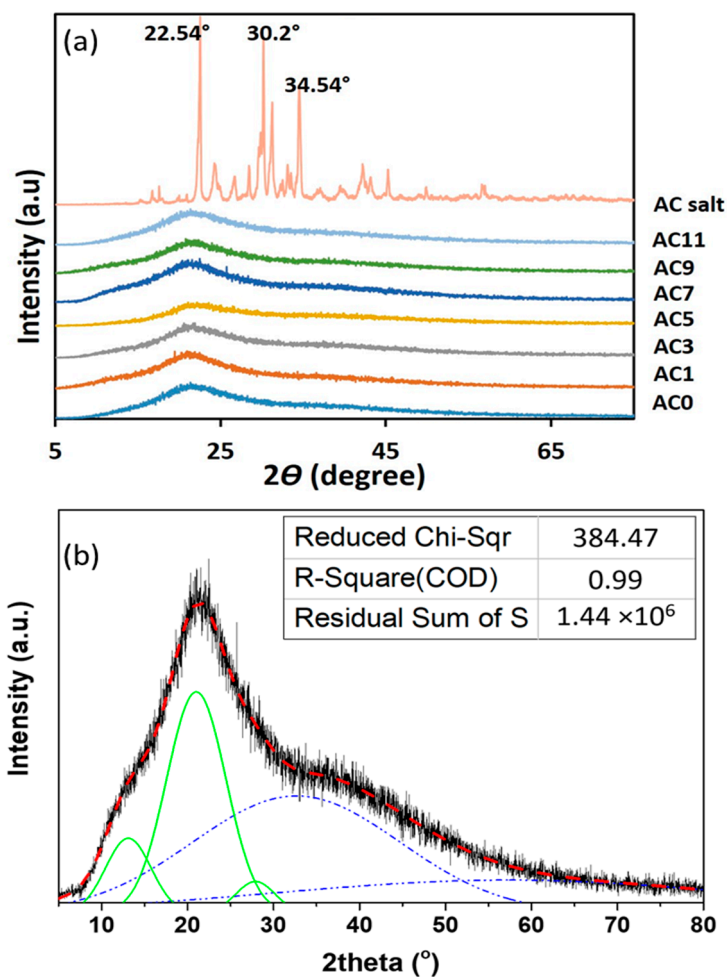 (a)
22.54°
30.2°
34.54°
Intensity (a.u)
AC salt
AC11
AC9
AC7
AC5
AC3
AC1
AC0
5
25
45
65
2Θ (degree)
(b)
Reduced Chi-Sqr 384.47
R-Square(COD) 0.99
Residual Sum of S 1.44 ×10⁶
Intensity (a.u.)
10 20 30 40 50 60 70 80
2theta (°)